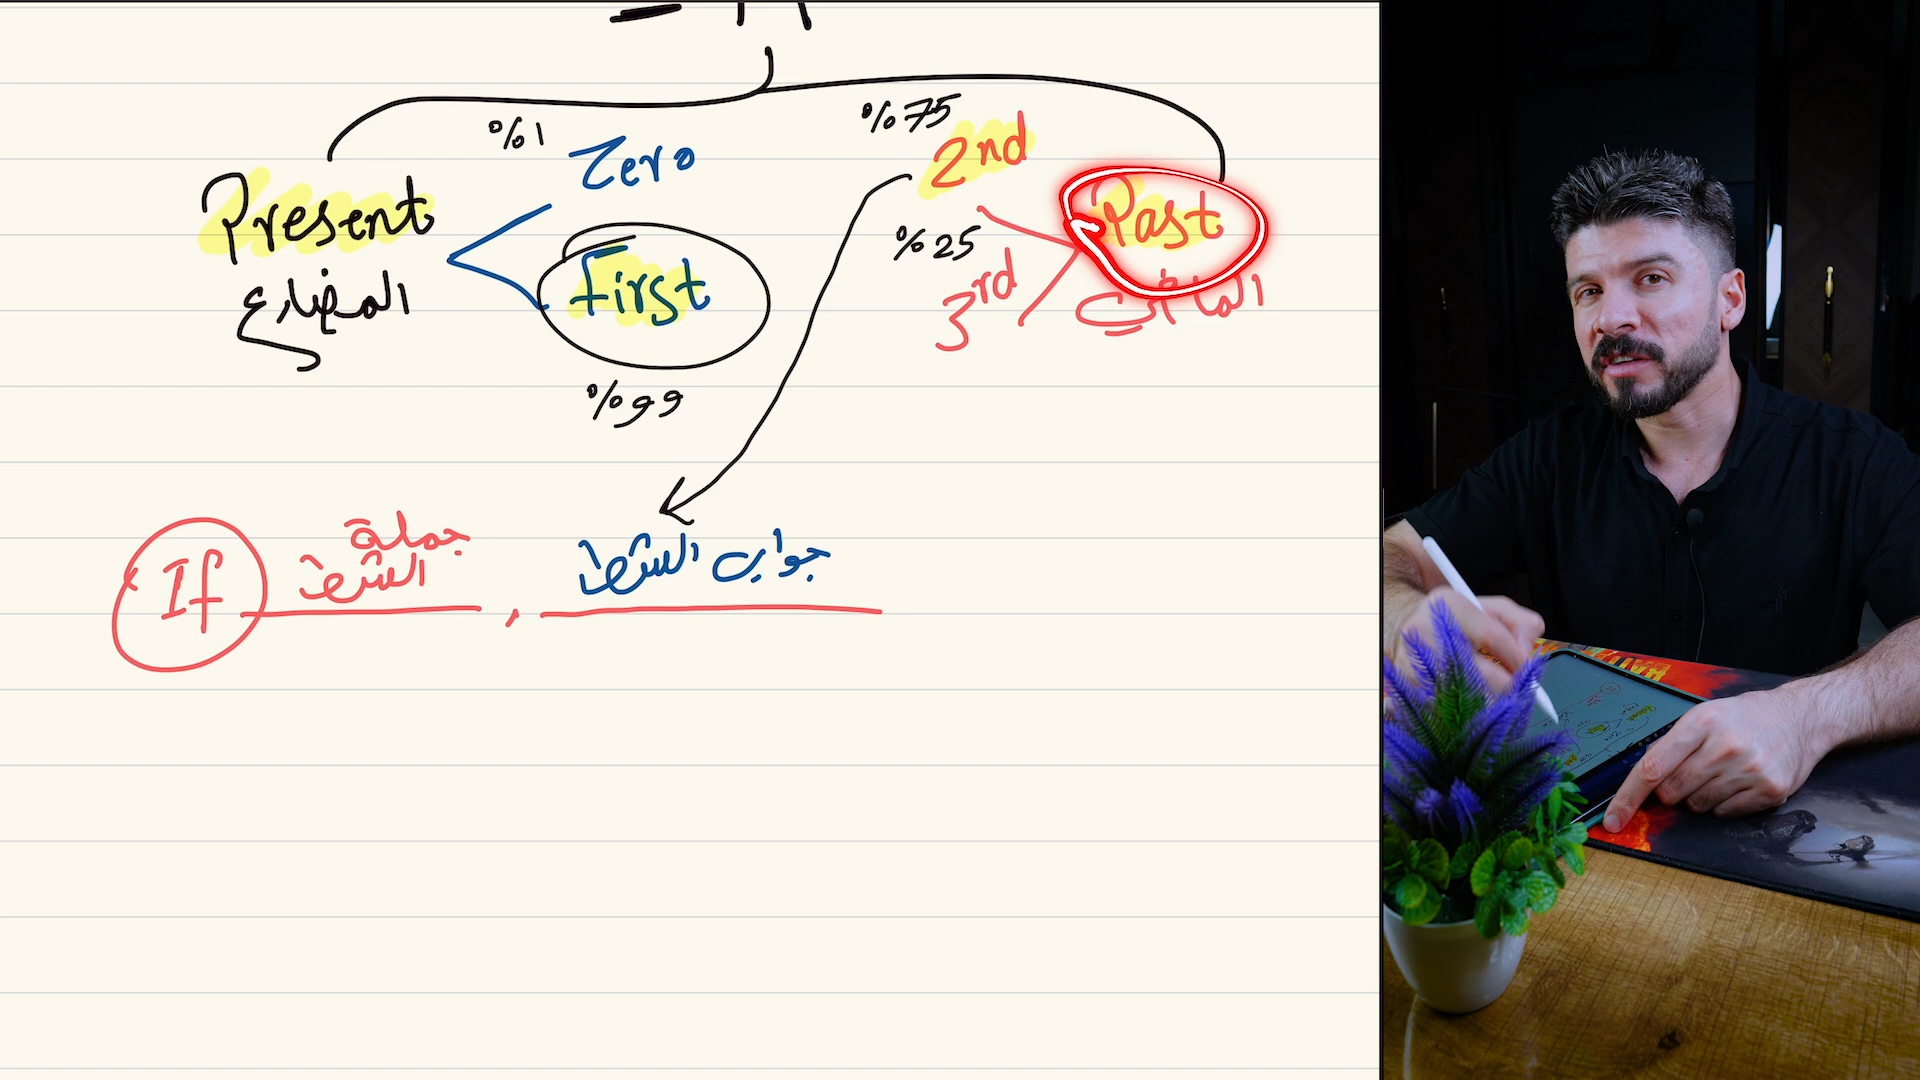 %1 Zero
%75
2nd
Present
المضارع
First
%99
%25
3rd
Past
الماضي
If جملة الشرط , جواب الشرط